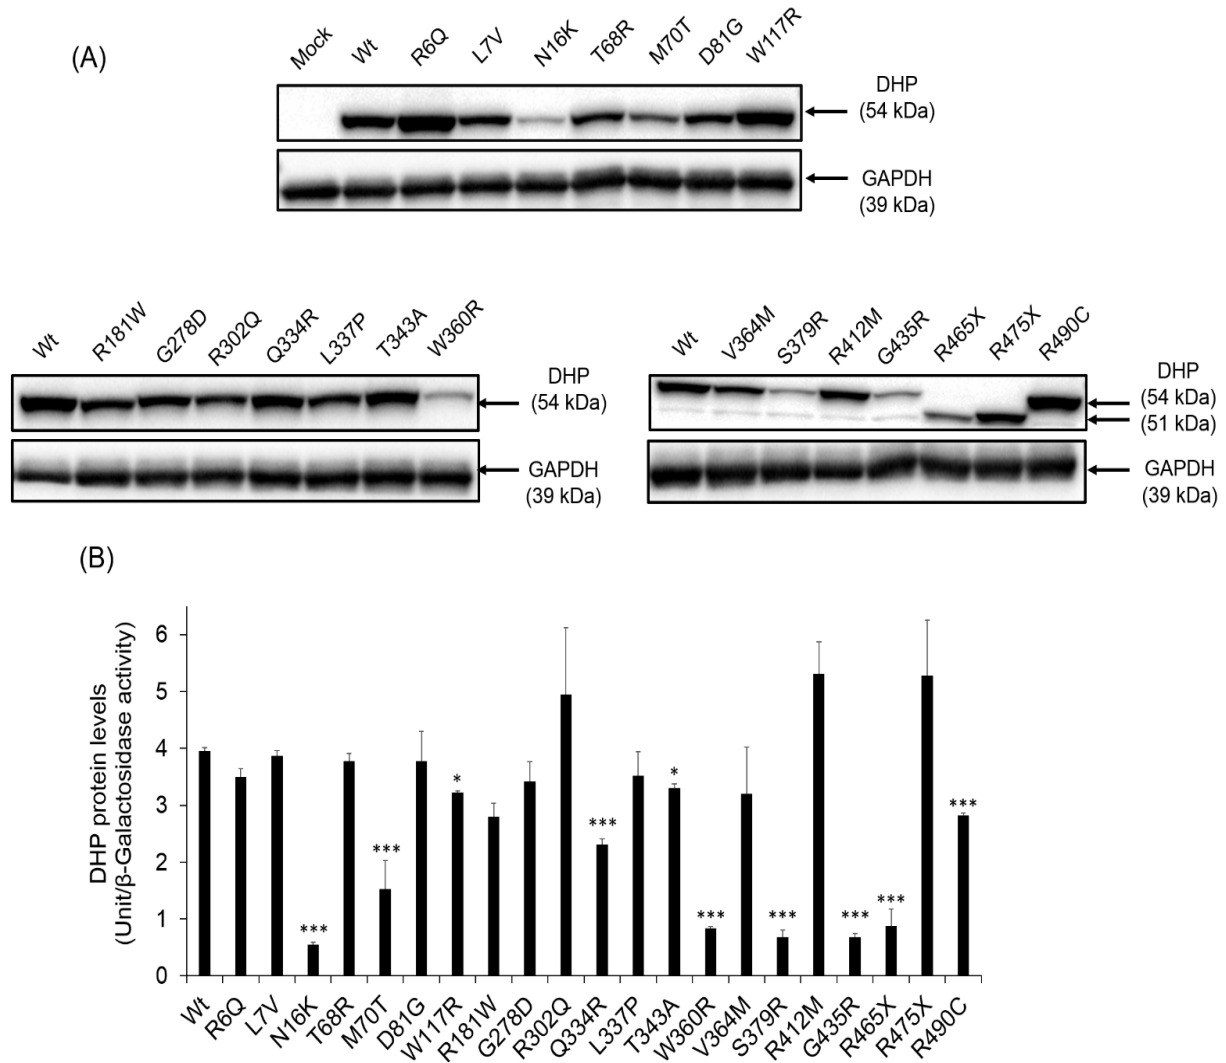 (A)
Mock Wt R6Q L7V N16K T68R M70T D81G W117R
DHP
(54 kDa)
GAPDH
(39 kDa)
Wt R181W G278D R302Q Q334R L337P T343A W360R
DHP
(54 kDa)
GAPDH
(39 kDa)
Wt V364M S379R R412M G435R R465X R475X R490C
DHP
(54 kDa)
(51 kDa)
GAPDH
(39 kDa)
(B)
DHP protein levels
(Unit/β-Galactosidase activity)
6
5
4
3
2
1
0
***
***
*
***
*
***
***
***
***
***
Wt R6Q L7V N16K T68R M70T D81G W117R R181W G278D R302Q Q334R L337P T343A W360R V364M S379R R412M G435R R465X R475X R490C